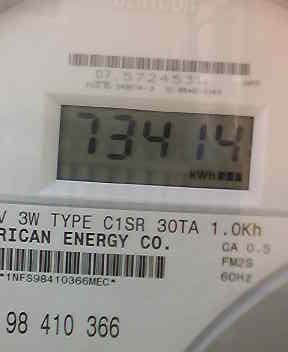 73414
kWh
V 3W TYPE C1SR 30TA 1.0Kh
RICAN ENERGY CO.
CA 0.5
FM2S
60Hz
*1NFS98410366MEC*
98 410 366